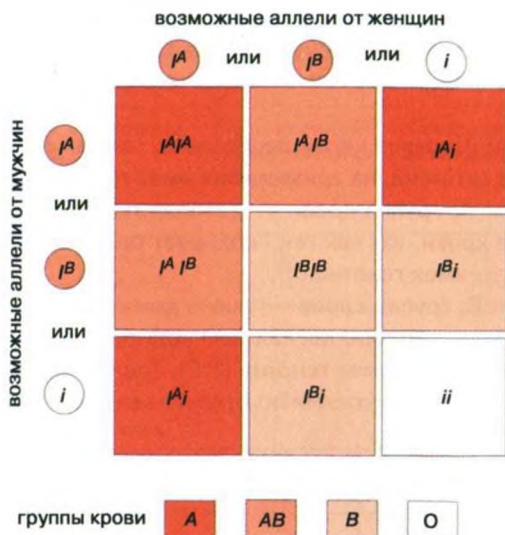 возможные аллели от женщин
Iᴬ или Iᴮ или i
возможные аллели от мужчин
Iᴬ
или
Iᴮ
или
i
IᴬIᴬ IᴬIᴮ Iᴬi
IᴬIᴮ IᴮIᴮ Iᴮi
Iᴬi Iᴮi ii
группы крови A AB B O